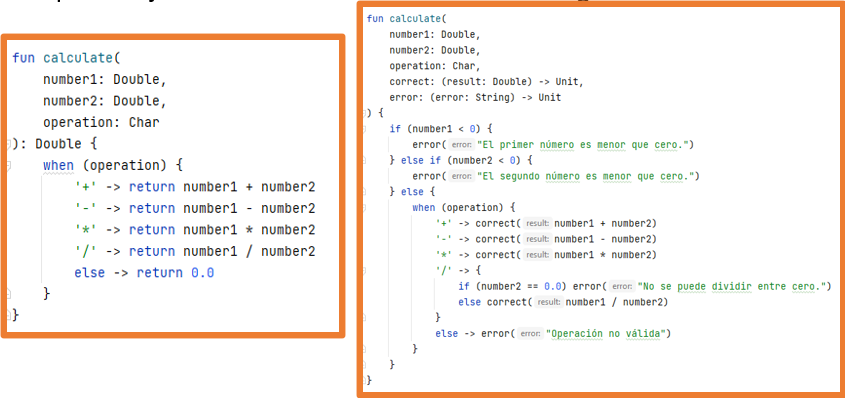 fun calculate(
    number1: Double,
    number2: Double,
    operation: Char
): Double {
    when (operation) {
        '+' -> return number1 + number2
        '-' -> return number1 - number2
        '*' -> return number1 * number2
        '/' -> return number1 / number2
        else -> return 0.0
    }
}
fun calculate(
    number1: Double,
    number2: Double,
    operation: Char,
    correct: (result: Double) -> Unit,
    error: (error: String) -> Unit
) {
    if (number1 < 0) {
        error( error: "El primer número es menor que cero.")
    } else if (number2 < 0) {
        error( error: "El segundo número es menor que cero.")
    } else {
        when (operation) {
            '+' -> correct( result: number1 + number2)
            '-' -> correct( result: number1 - number2)
            '*' -> correct( result: number1 * number2)
            '/' -> {
                if (number2 == 0.0) error( error: "No se puede dividir entre cero.")
                else correct( result: number1 / number2)
            }
            else -> error( error: "Operación no válida")
        }
    }
}